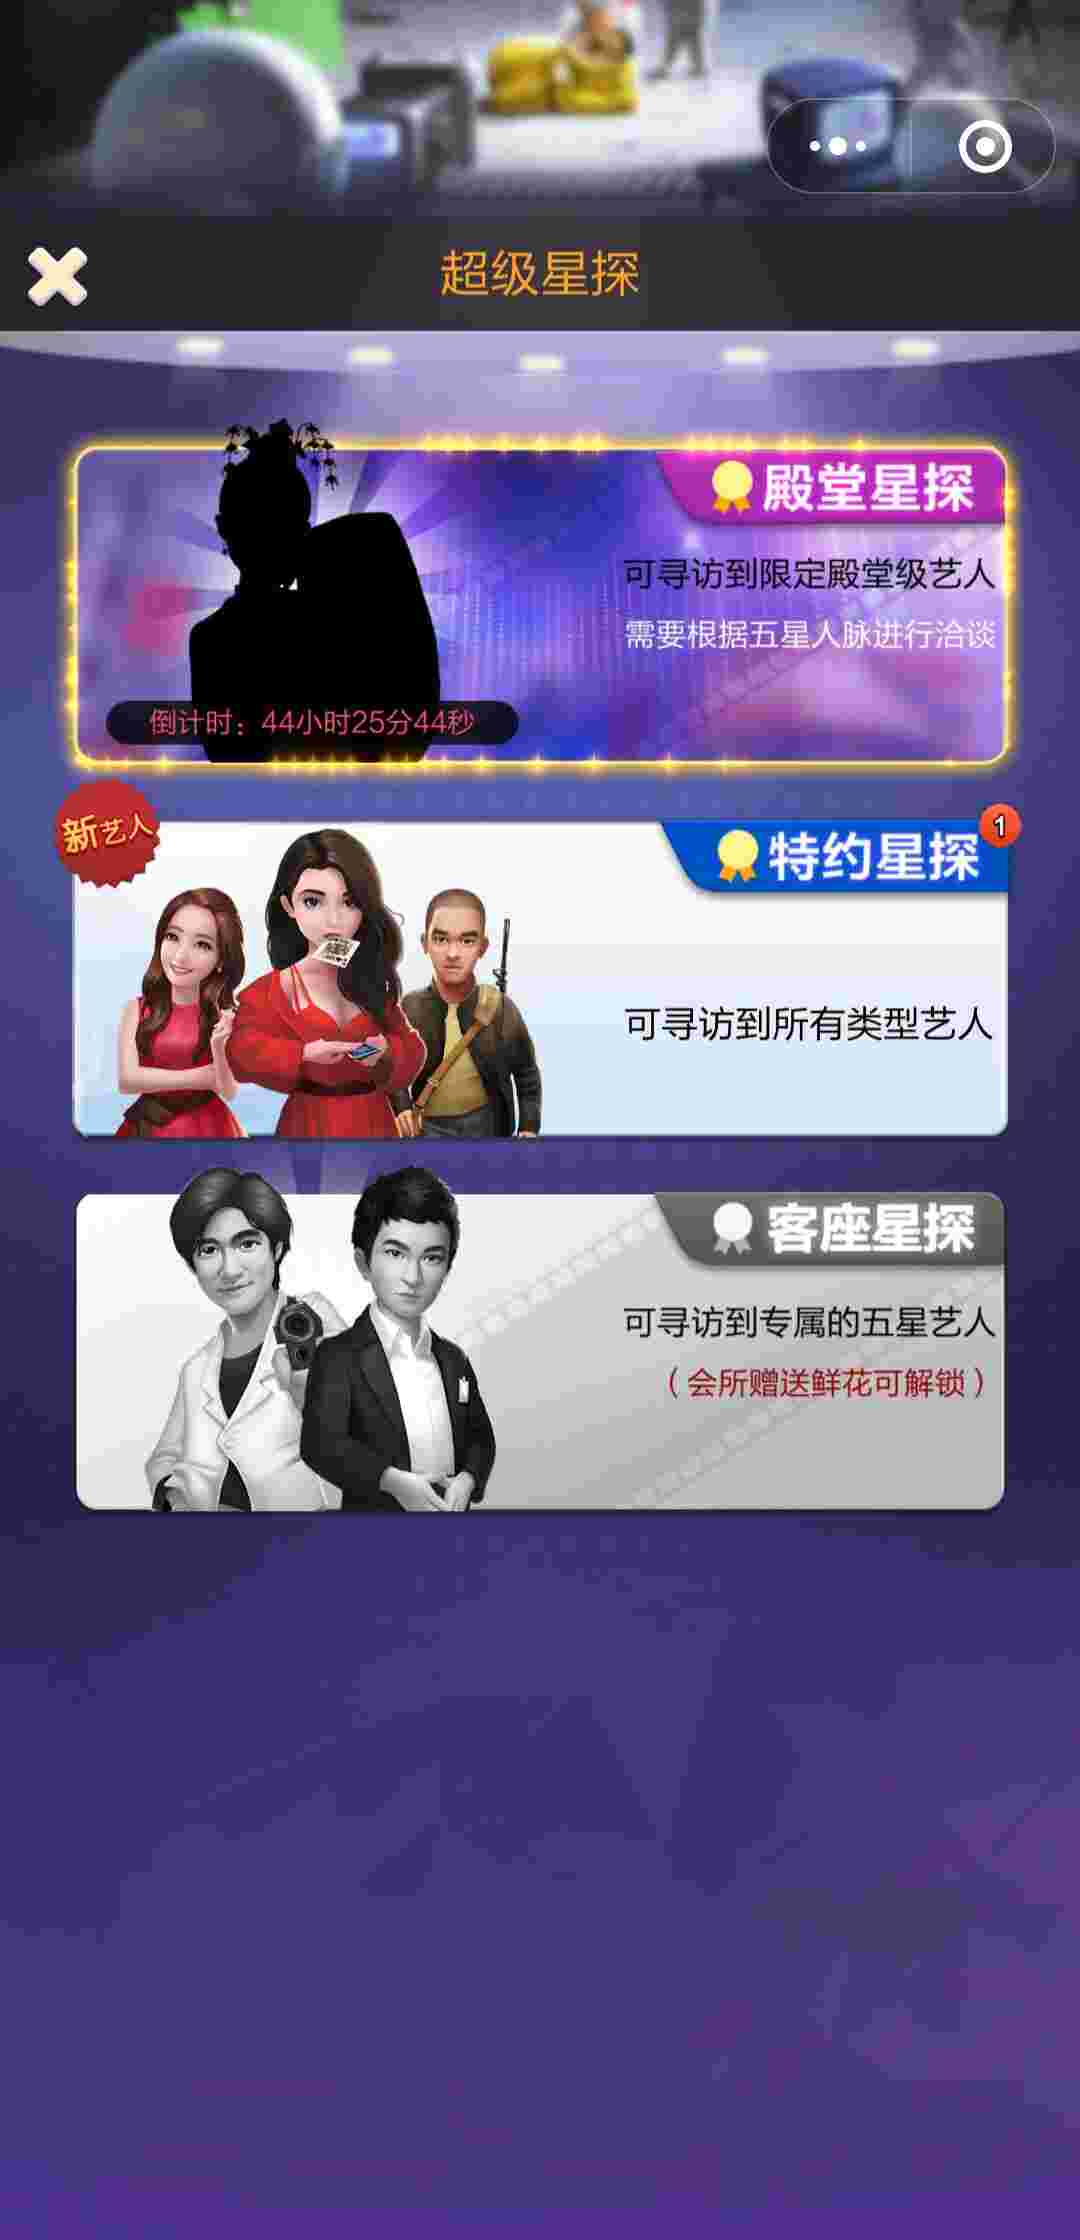 超级星探
殿堂星探
可寻访到限定殿堂级艺人
需要根据五星人脉进行洽谈
倒计时：44小时25分44秒
新艺人
1
特约星探
可寻访到所有类型艺人
客座星探
可寻访到专属的五星艺人
（会所赠送鲜花可解锁）